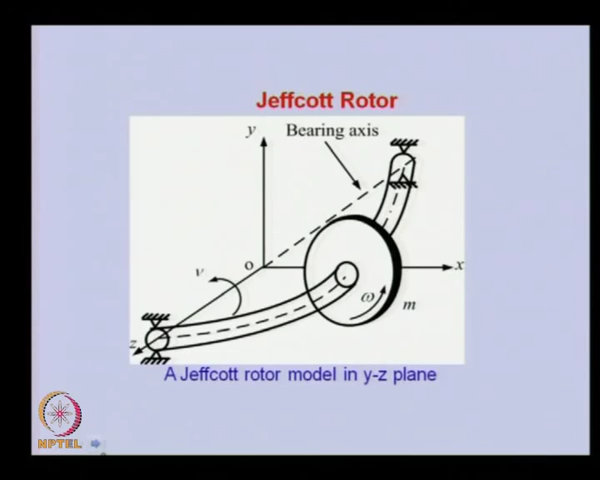 Jeffcott Rotor
y
Bearing axis
o
x
ν
ω
m
z
A Jeffcott rotor model in y-z plane
NPTEL